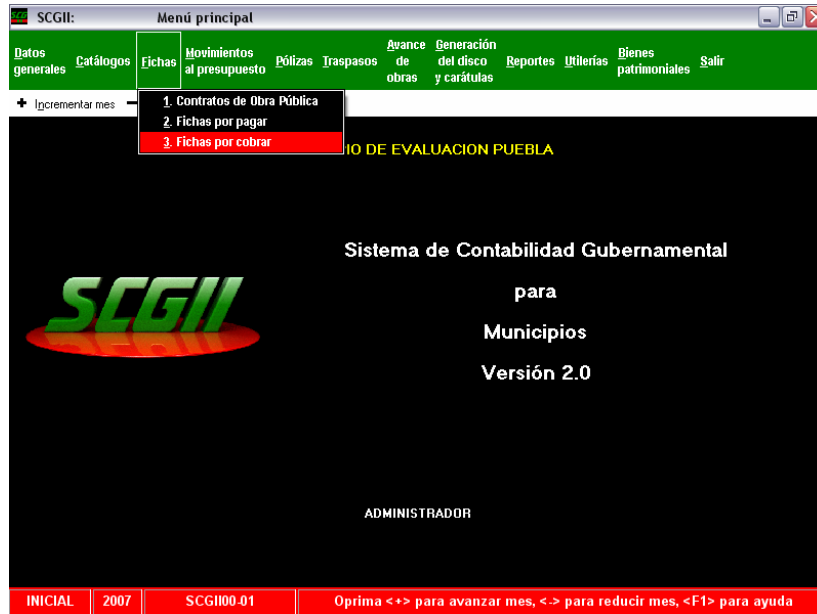 SCGII: Menú principal
Datos generales Catálogos Fichas Movimientos al presupuesto Pólizas Traspasos Avance de obras Generación del disco y carátulas Reportes Utilerías Bienes patrimoniales Salir
+ Incrementar mes -
1. Contratos de Obra Pública
2. Fichas por pagar
3. Fichas por cobrar
IO DE EVALUACION PUEBLA
Sistema de Contabilidad Gubernamental
para
Municipios
Versión 2.0
SCGII
ADMINISTRADOR
INICIAL 2007 SCGII00-01 Oprima <+> para avanzar mes, <-> para reducir mes, <F1> para ayuda